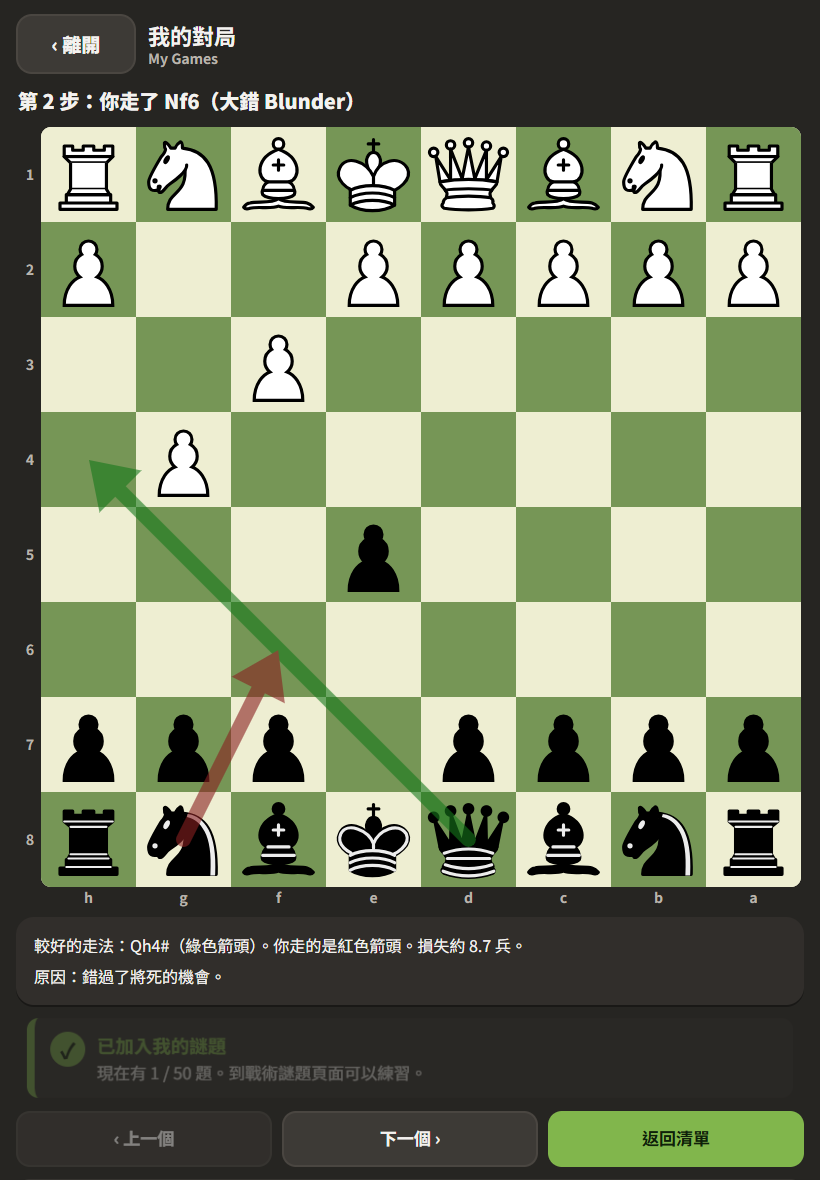 ‹ 離開
我的對局
My Games
第 2 步：你走了 Nf6（大錯 Blunder）
1
2
3
4
5
6
7
8
h g f e d c b a
較好的走法：Qh4#（綠色箭頭）。你走的是紅色箭頭。損失約 8.7 兵。
原因：錯過了將死的機會。
✓ 已加入我的謎題
現在有 1 / 50 題。到戰術謎題頁面可以練習。
‹ 上一個 下一個 › 返回清單